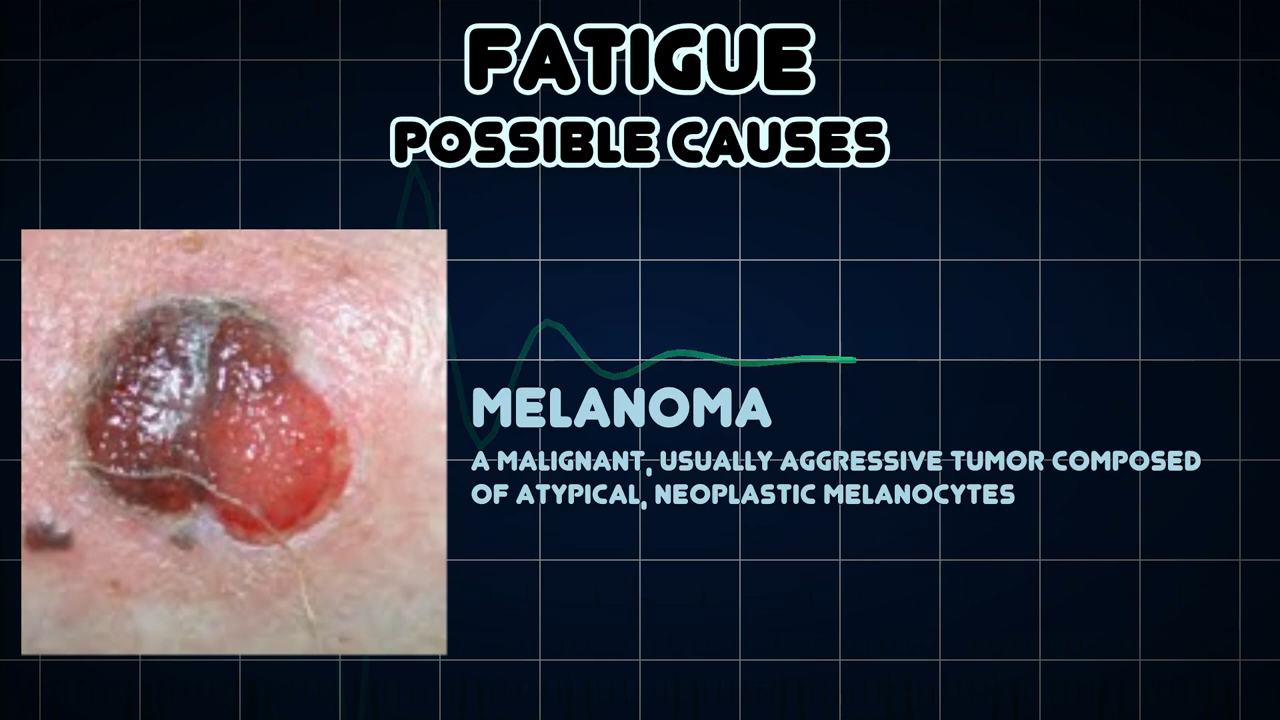 FATIGUE
POSSIBLE CAUSES
MELANOMA
A MALIGNANT, USUALLY AGGRESSIVE TUMOR COMPOSED
OF ATYPICAL, NEOPLASTIC MELANOCYTES